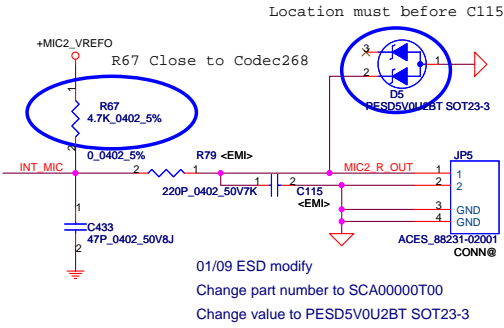 Location must before C115
+MIC2_VREFO
R67 Close to Codec268
3
1
2
D5
PESD5V0U2BT SOT23-3
1
R67
4.7K_0402_5%
2
0_0402_5%
R79 <EMI>
JP5
INT_MIC
2
1
MIC2_R_OUT
1
1
2
2
1
2
220P_0402_50V7K
C115
<EMI>
3
GND
4
GND
1
C433
47P_0402_50V8J
2
ACES_88231-02001
CONN@
01/09 ESD modify
Change part number to SCA00000T00
Change value to PESD5V0U2BT SOT23-3